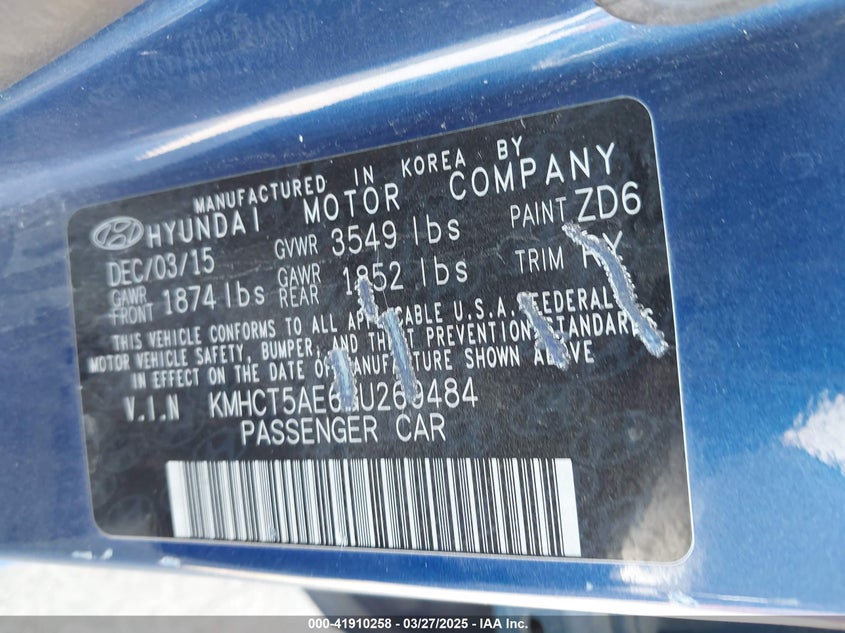 MANUFACTURED IN KOREA BY
HYUNDAI MOTOR COMPANY
DEC/03/15 GVWR 3549 lbs PAINT ZD6
GAWR FRONT 1874 lbs GAWR REAR 1852 lbs TRIM
THIS VEHICLE CONFORMS TO ALL APPLICABLE U.S.A. FEDERAL
MOTOR VEHICLE SAFETY, BUMPER, AND THEFT PREVENTION STANDARDS
IN EFFECT ON THE DATE OF MANUFACTURE SHOWN ABOVE
V.I.N KMHCT5AE6GU269484
PASSENGER CAR
000-41910258 - 03/27/2025 - IAA Inc.